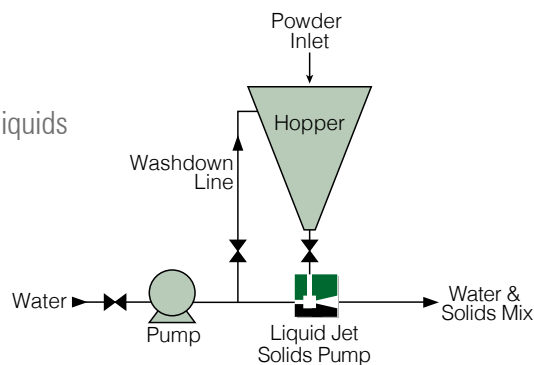 Powder
Inlet
iquids
Hopper
Washdown
Line
Water
Pump
Liquid Jet
Solids Pump
Water &
Solids Mix